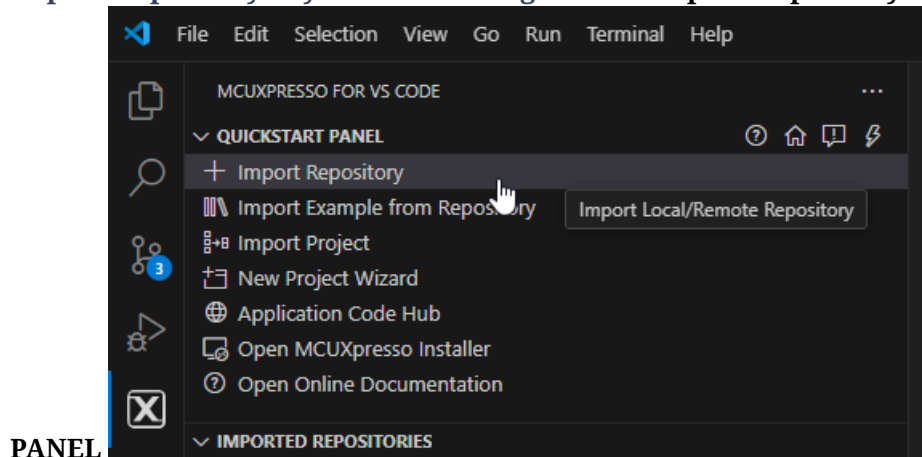 File Edit Selection View Go Run Terminal Help
MCUXPRESSO FOR VS CODE
QUICKSTART PANEL
Import Repository
Import Example from Repository
Import Local/Remote Repository
Import Project
3
New Project Wizard
Application Code Hub
Open MCUXpresso Installer
Open Online Documentation
PANEL
IMPORTED REPOSITORIES